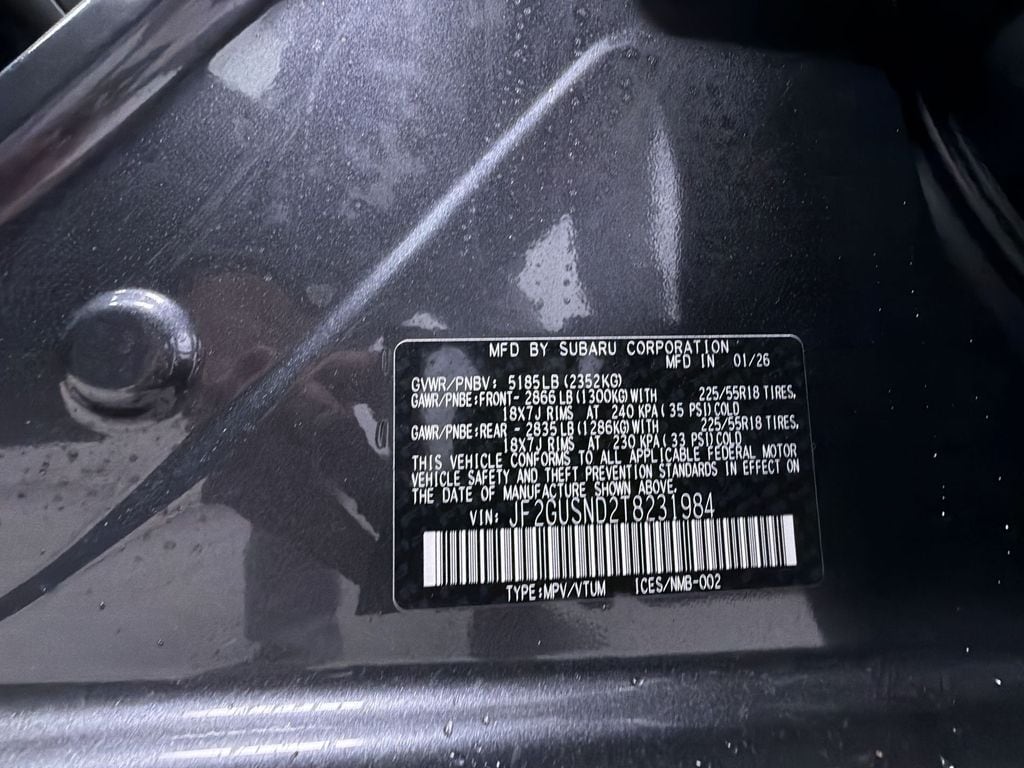 MFD BY SUBARU CORPORATION
MFD IN 01/26
GVWR/PNBV: 5185LB (2352KG)
GAWR/PNBE:FRONT- 2866 LB(1300KG)WITH 225/55R18 TIRES,
18X7J RIMS AT 240 KPA( 35 PSI)COLD
GAWR/PNBE:REAR - 2835 LB(1286KG)WITH 225/55R18 TIRES,
18X7J RIMS AT 230 KPA( 33 PSI)COLD
THIS VEHICLE CONFORMS TO ALL APPLICABLE FEDERAL MOTOR
VEHICLE SAFETY AND THEFT PREVENTION STANDARDS IN EFFECT ON
THE DATE OF MANUFACTURE SHOWN ABOVE.
VIN: JF2GUSND2T8231984
TYPE:MPV/VTUM ICES/NMB-002